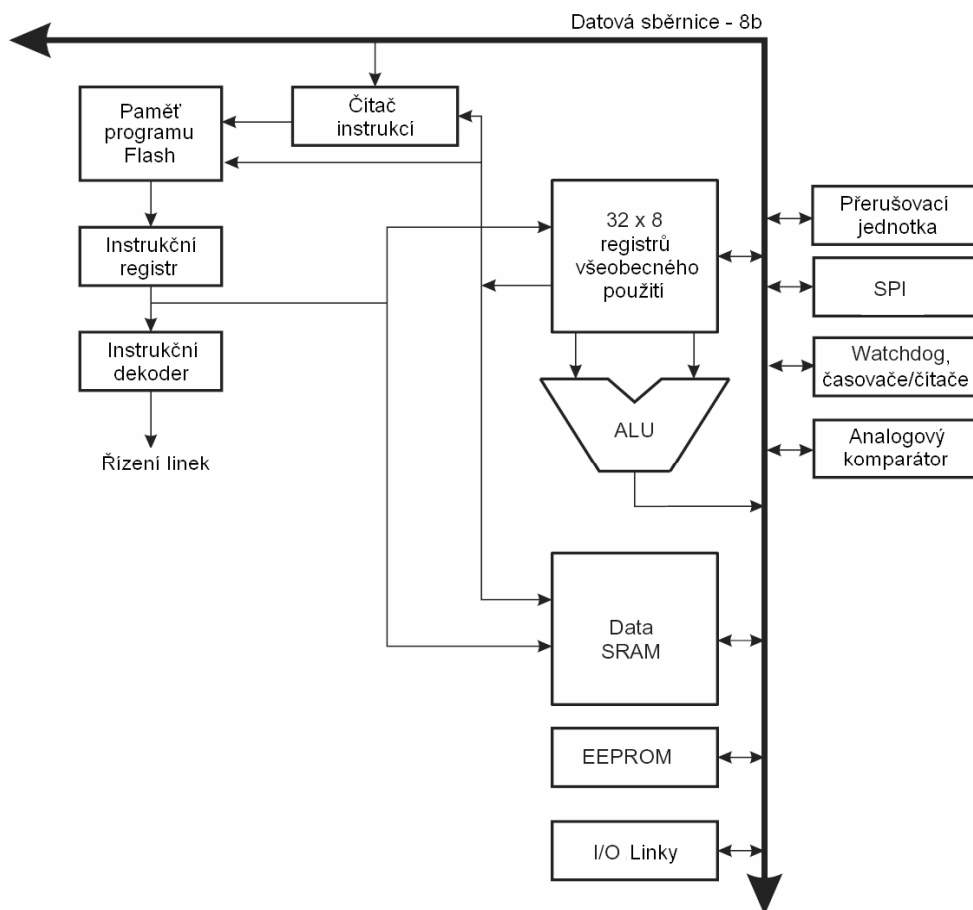 Datová sběrnice - 8b
Čítač
instrukcí
Paměť
programu
Flash
32 x 8
registrů
všeobecného
použití
Přerušovací
jednotka
Instrukční
registr
SPI
Instrukční
dekoder
Watchdog,
časovače/čítače
ALU
Analogový
komparátor
Řízení linek
Data
SRAM
EEPROM
I/O Linky